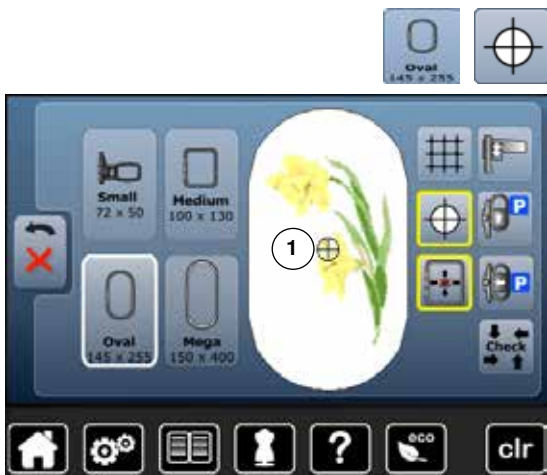 Oval
145 x 255
Small
72 x 50
Medium
100 x 130
P
1
Oval
145 x 255
Mega
150 x 400
P
Check
?
eco
clr